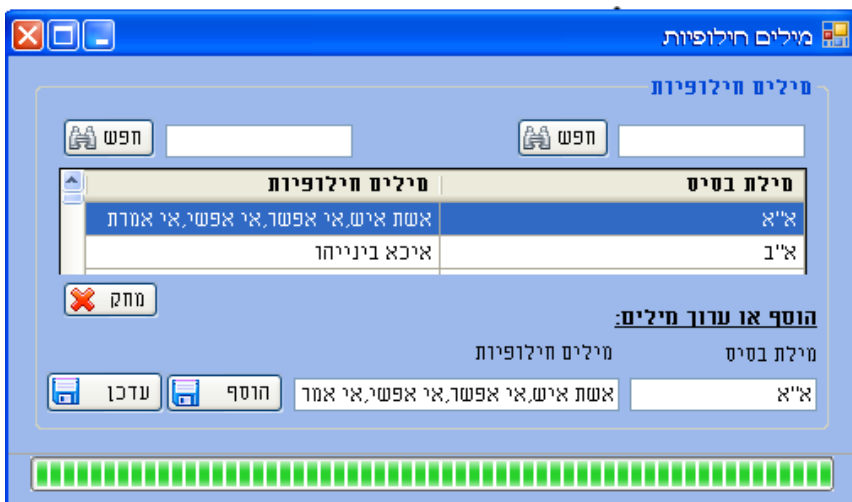 מילים חילופיות
מילים חילופיות
חפש חפש
מילת בסיס מילים חילופיות
א''א אשת איש,אי אפשר,אי אפשי,אי אמרת
א''ב איכא בינייהו
מחק
הוסף או ערוך מילים:
מילת בסיס מילים חילופיות
א''א אשת איש,אי אפשר,אי אפשי,אי אמר הוסף עדכן